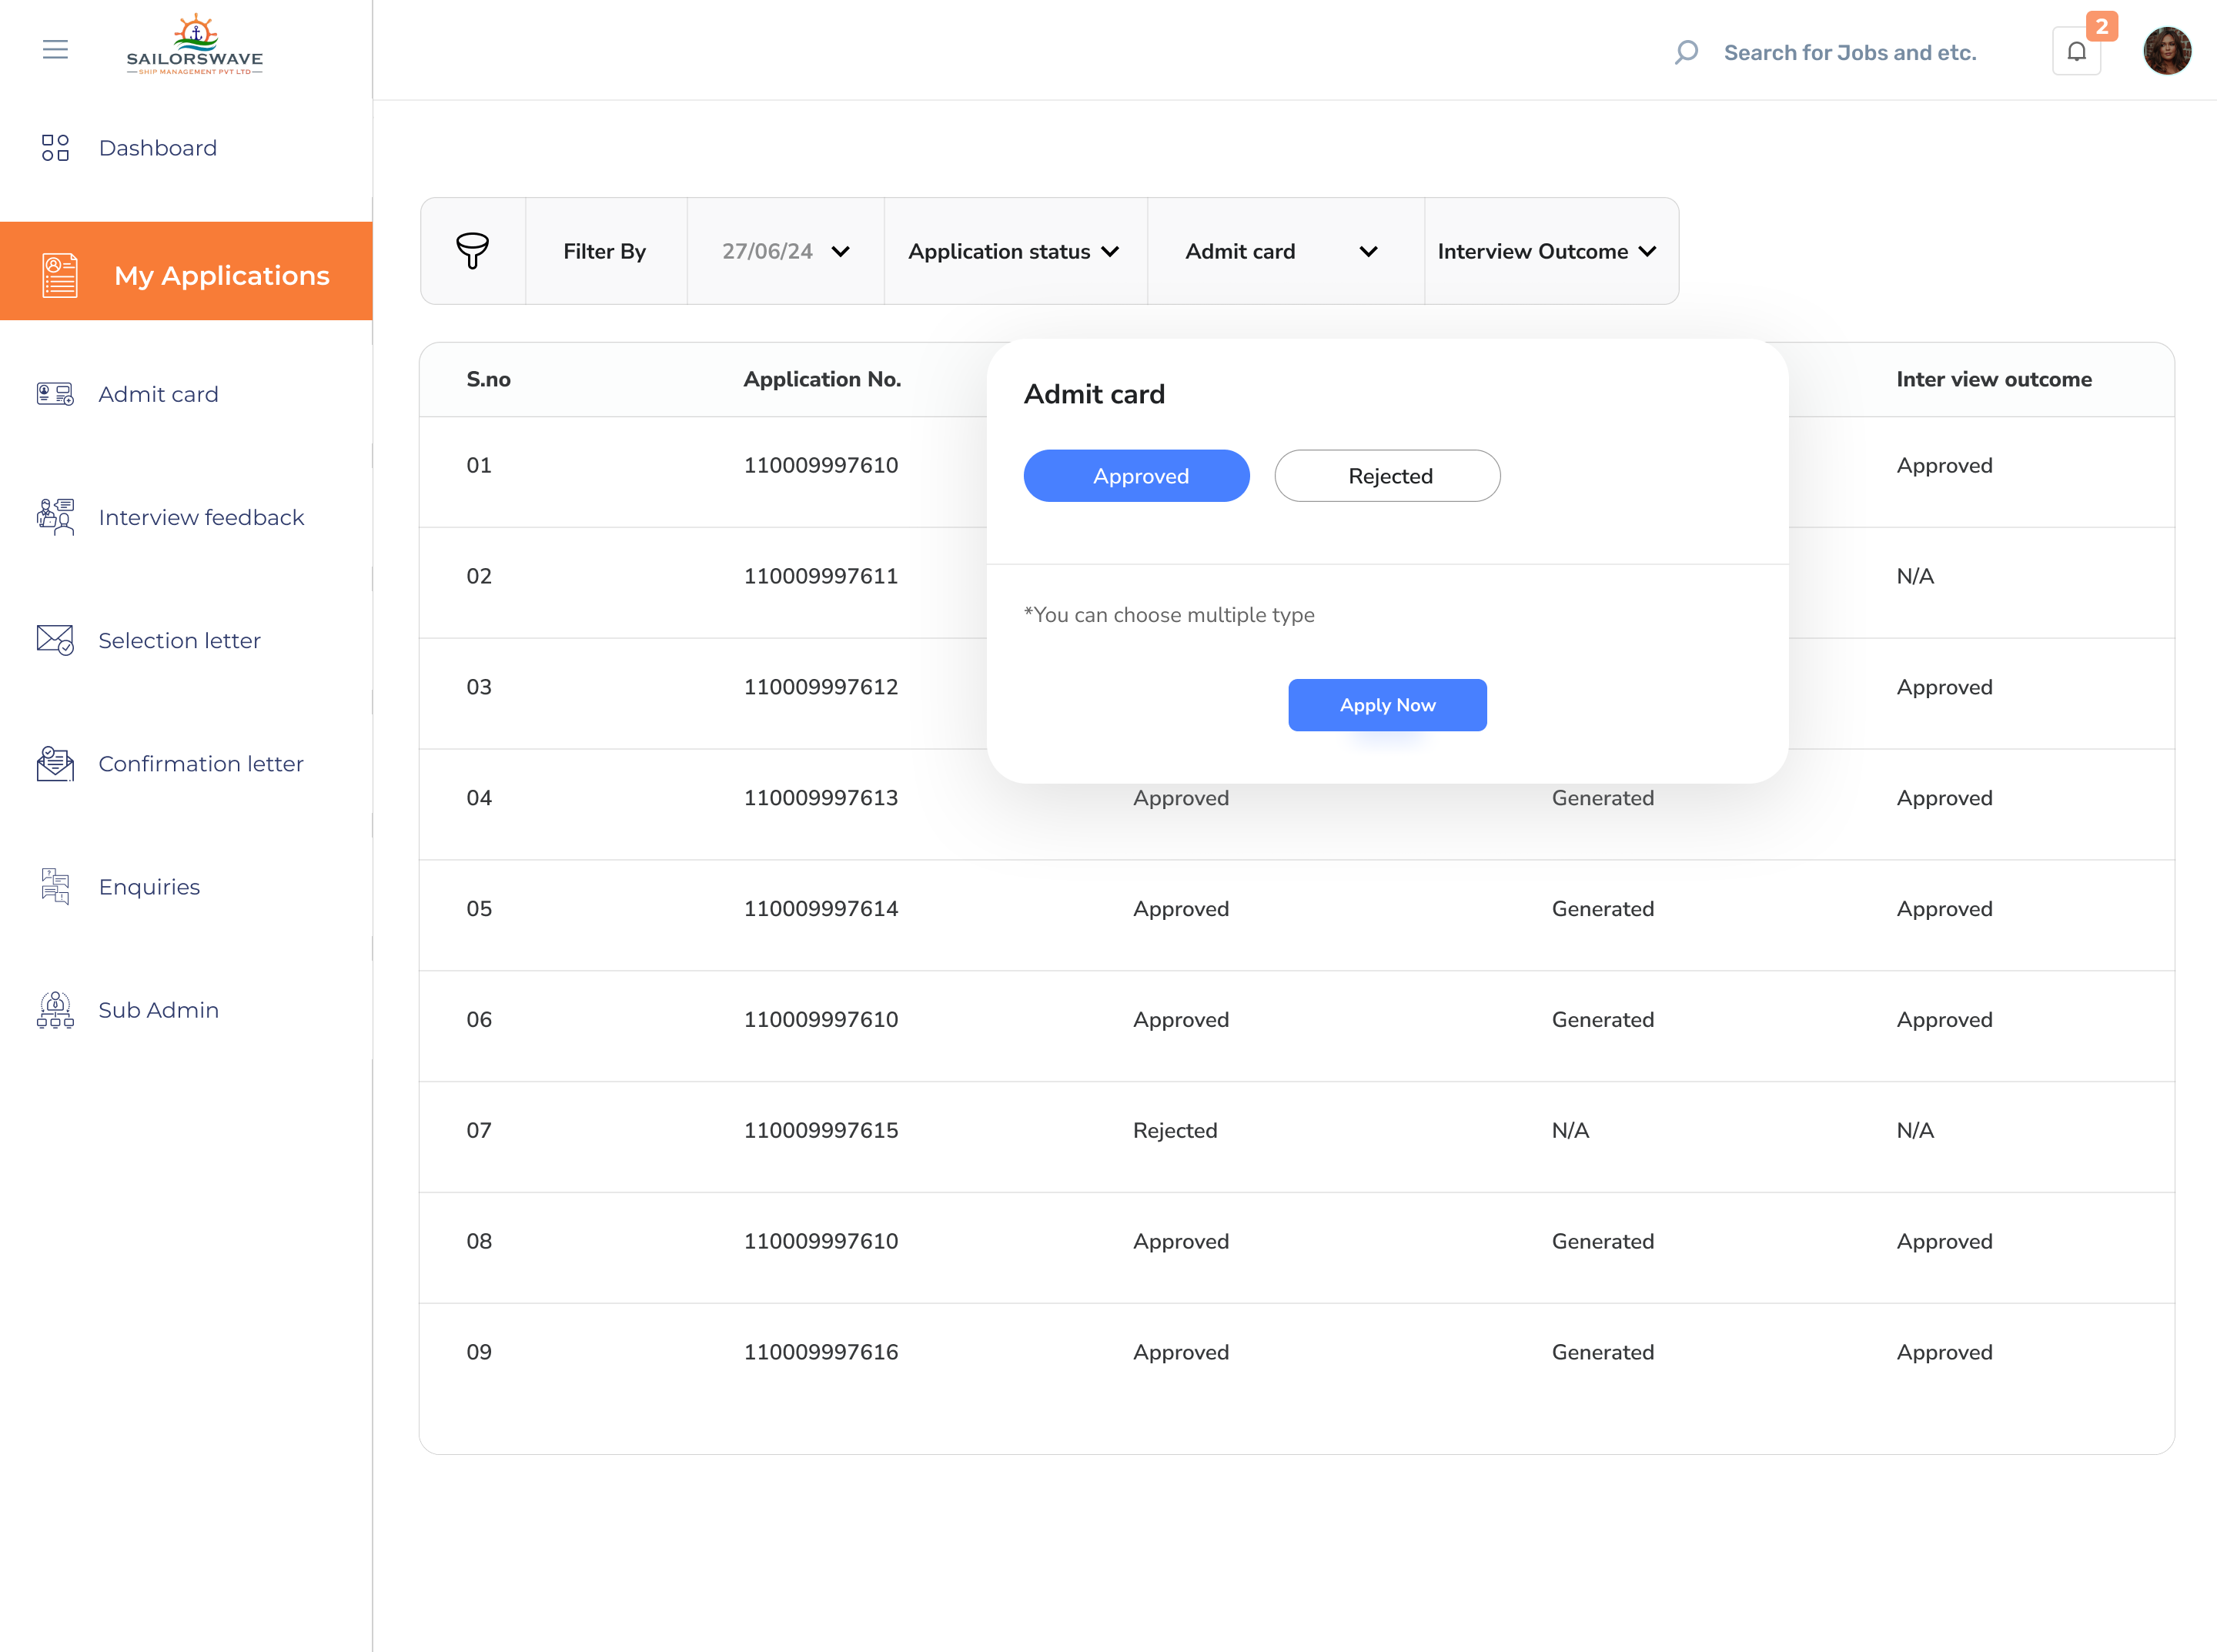 SAILORSWAVE
SHIP MANAGEMENT PVT LTD
Search for Jobs and etc.
2
Dashboard
My Applications
Admit card
Interview feedback
Selection letter
Confirmation letter
Enquiries
Sub Admin
Filter By
27/06/24
Application status
Admit card
Interview Outcome
S.no Application No. Inter view outcome
01 110009997610 Approved
02 110009997611 N/A
03 110009997612 Approved
Admit card
Approved Rejected
*You can choose multiple type
Apply Now
04 110009997613 Approved Generated Approved
05 110009997614 Approved Generated Approved
06 110009997610 Approved Generated Approved
07 110009997615 Rejected N/A N/A
08 110009997610 Approved Generated Approved
09 110009997616 Approved Generated Approved